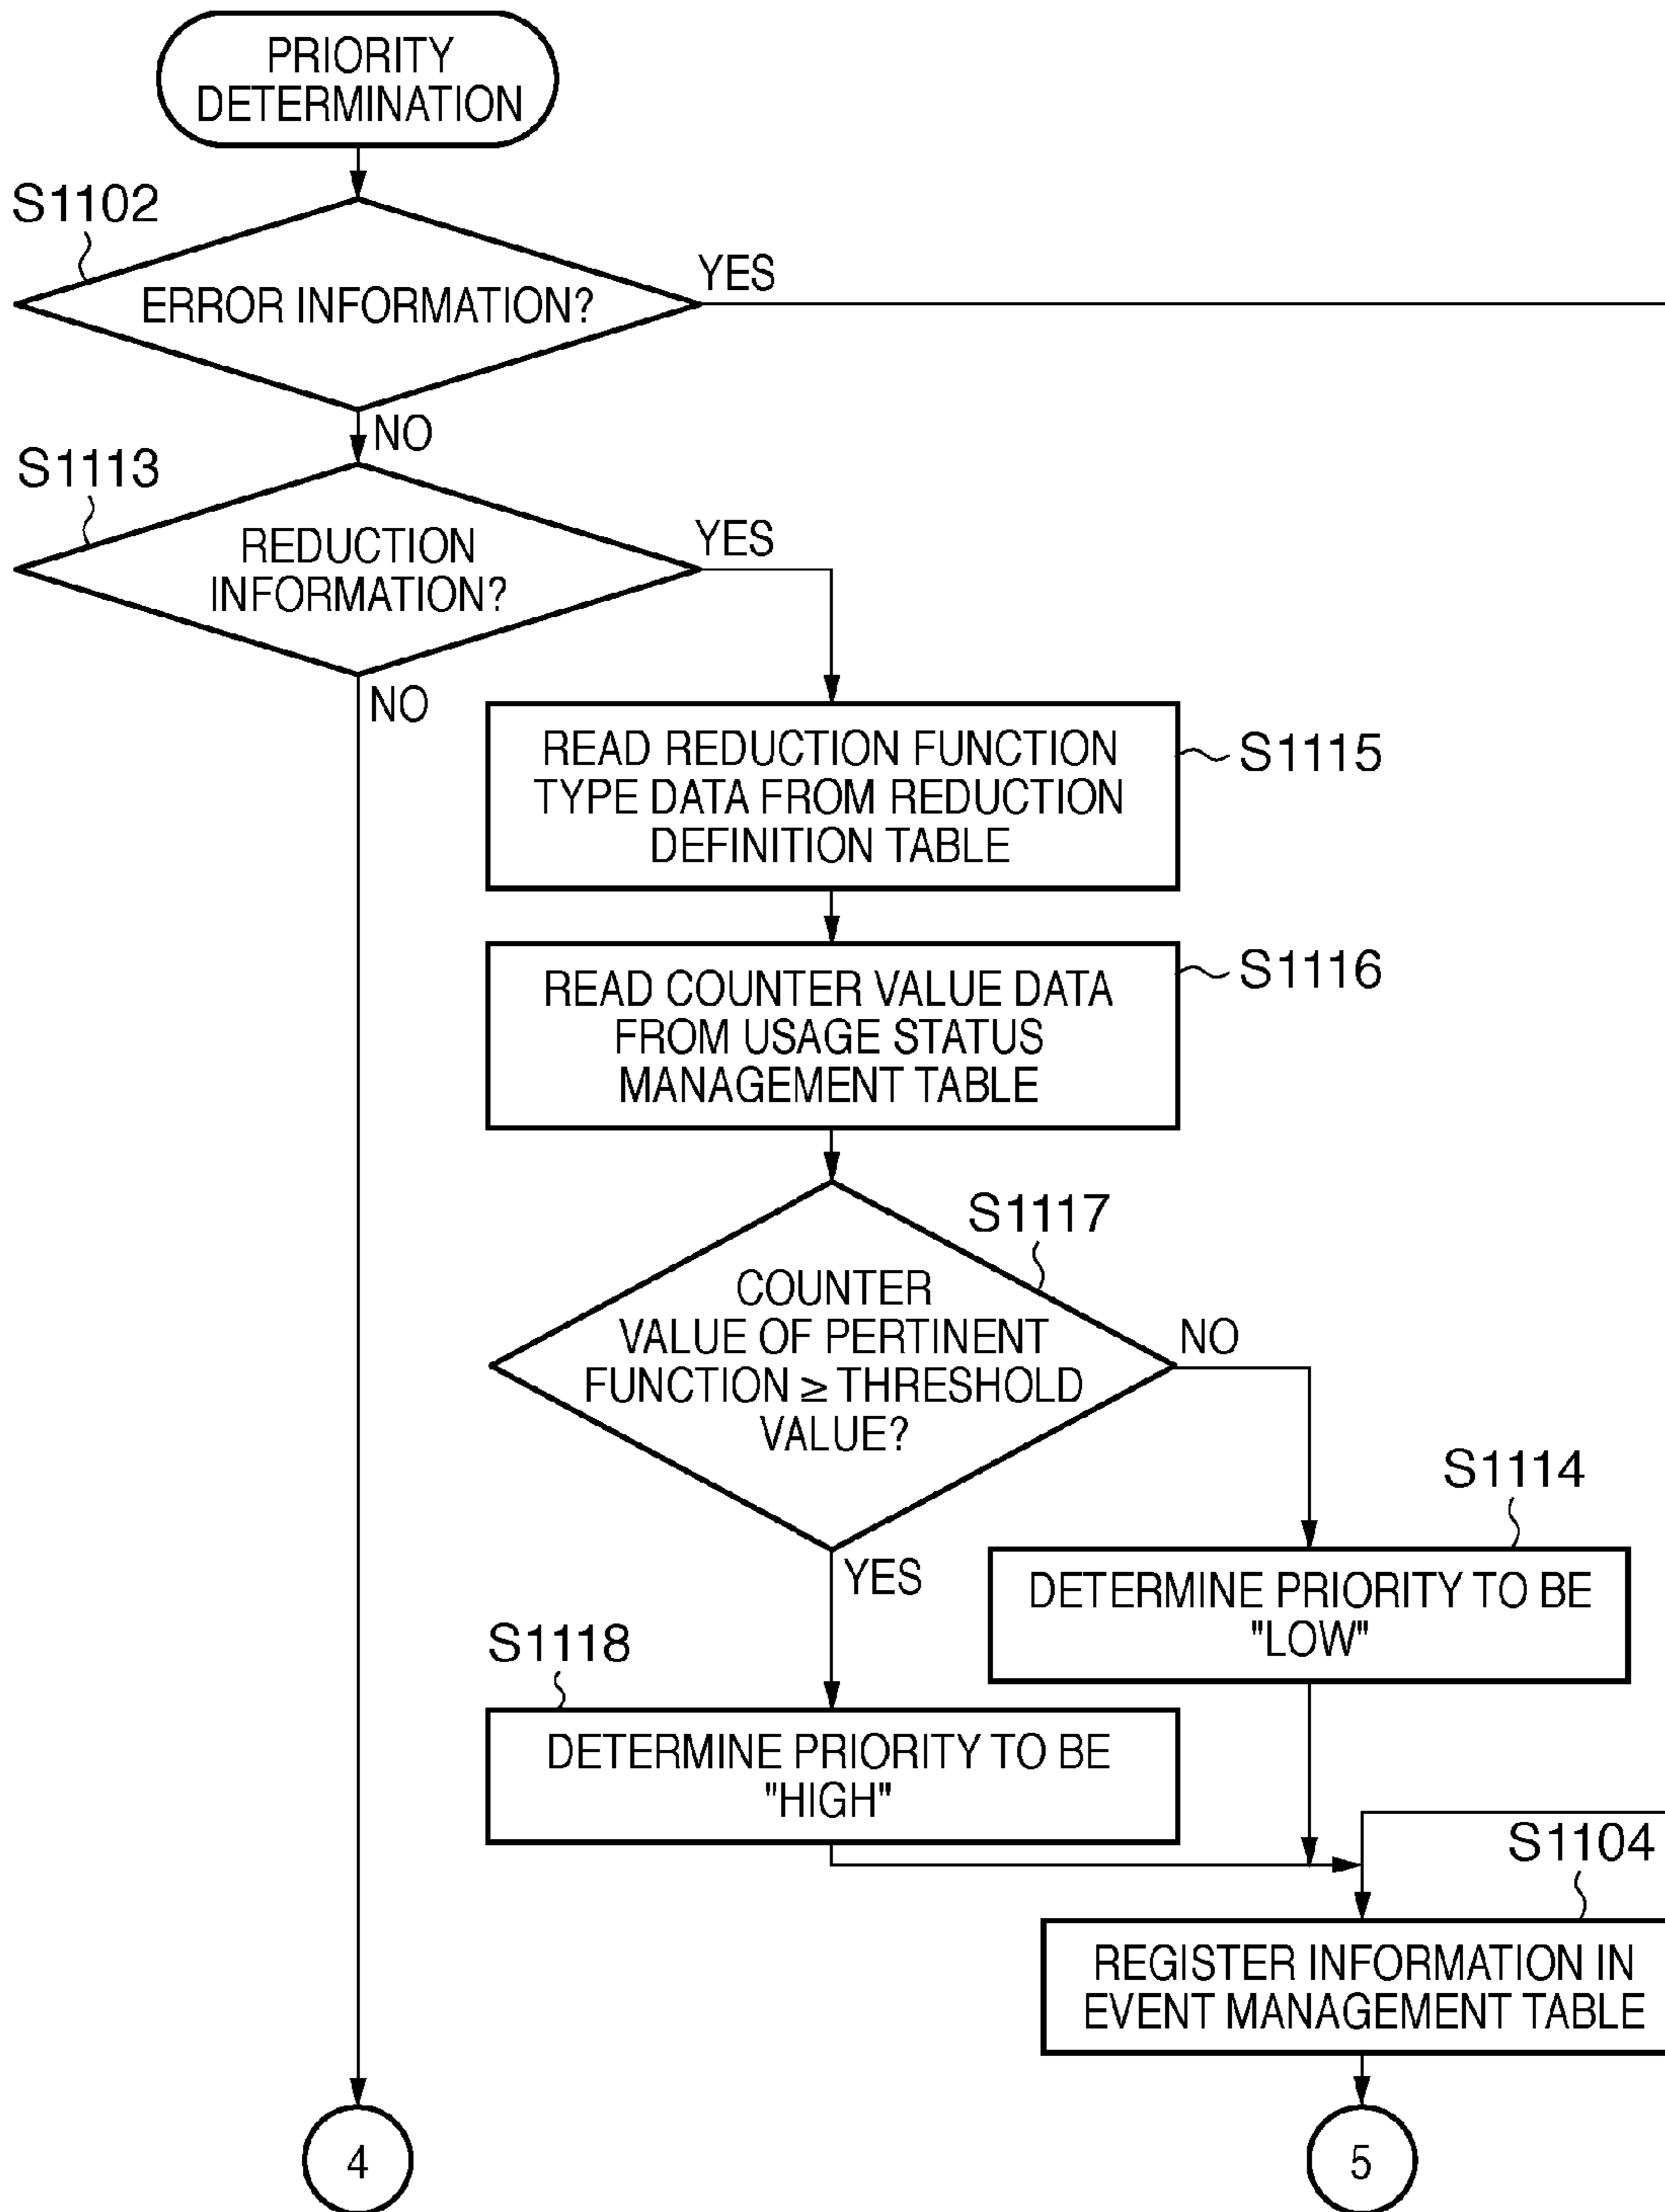 PRIORITY
DETERMINATION
S1102
ERROR INFORMATION?
YES
NO
S1113
REDUCTION
INFORMATION?
YES
NO
READ REDUCTION FUNCTION
TYPE DATA FROM REDUCTION
DEFINITION TABLE
S1115
READ COUNTER VALUE DATA
FROM USAGE STATUS
MANAGEMENT TABLE
S1116
S1117
COUNTER
VALUE OF PERTINENT
FUNCTION ≥ THRESHOLD
VALUE?
NO
YES
S1114
DETERMINE PRIORITY TO BE
"LOW"
S1118
DETERMINE PRIORITY TO BE
"HIGH"
S1104
REGISTER INFORMATION IN
EVENT MANAGEMENT TABLE
4
5